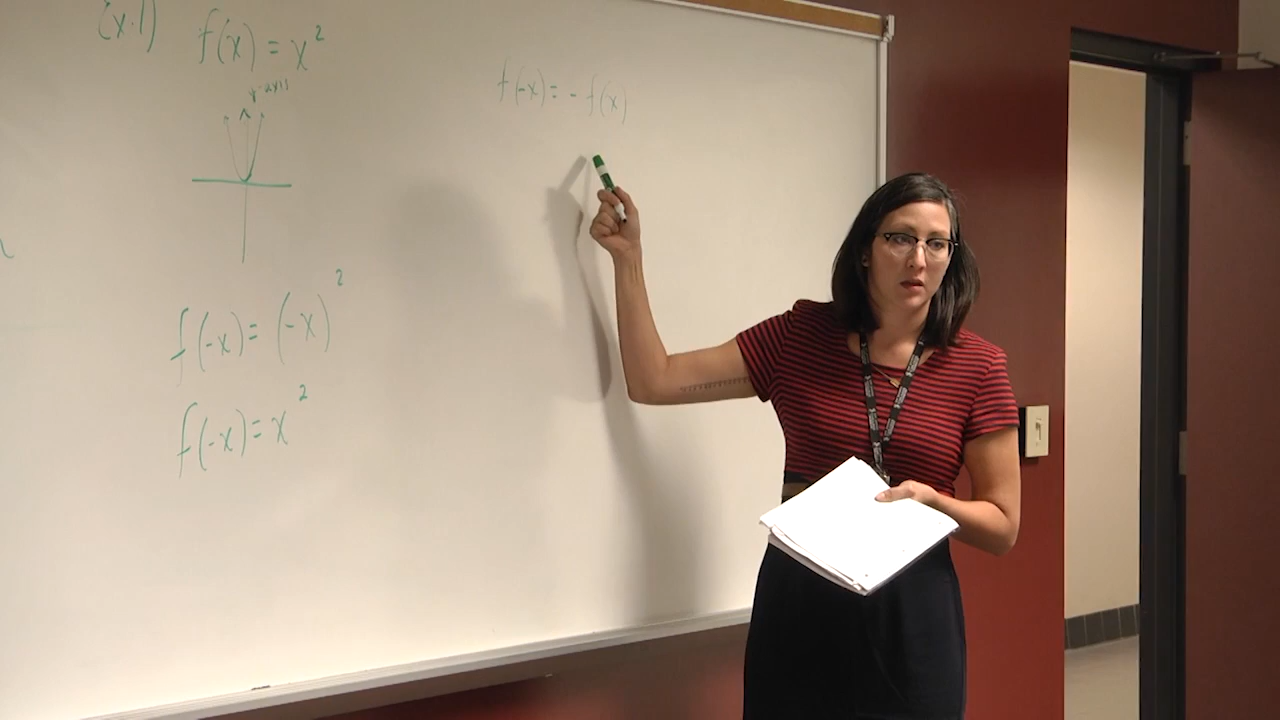 (x·1)
f(x) = x²
y-axis
f(-x) = (-x)²
f(-x) = x²
f(-x) = - f(x)